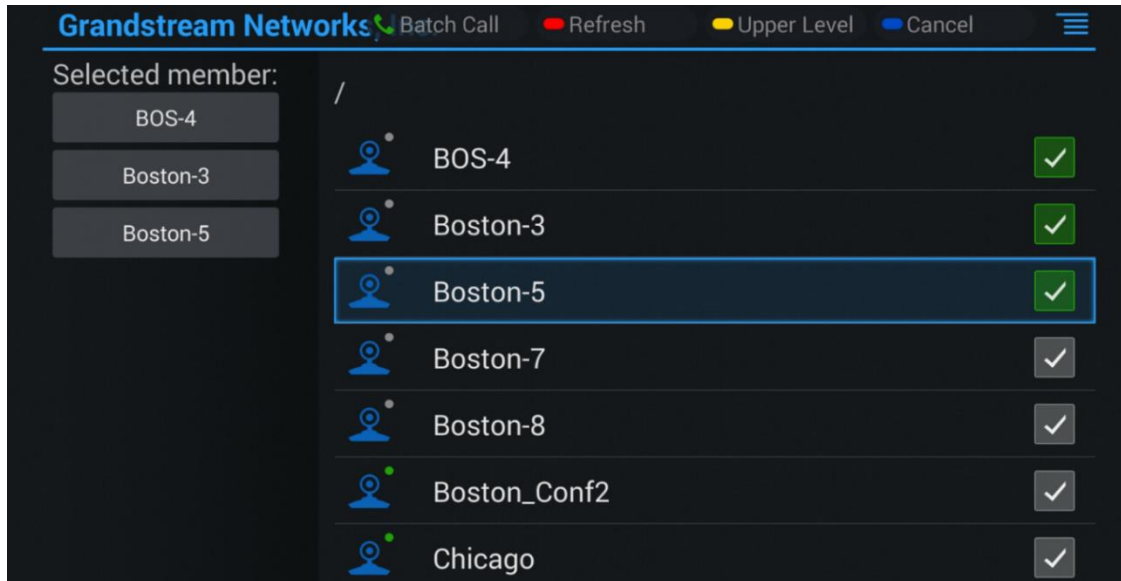 Grandstream Networks, Inc. Batch Call Refresh Upper Level Cancel
Selected member:
BOS-4
Boston-3
Boston-5
/
BOS-4
Boston-3
Boston-5
Boston-7
Boston-8
Boston_Conf2
Chicago